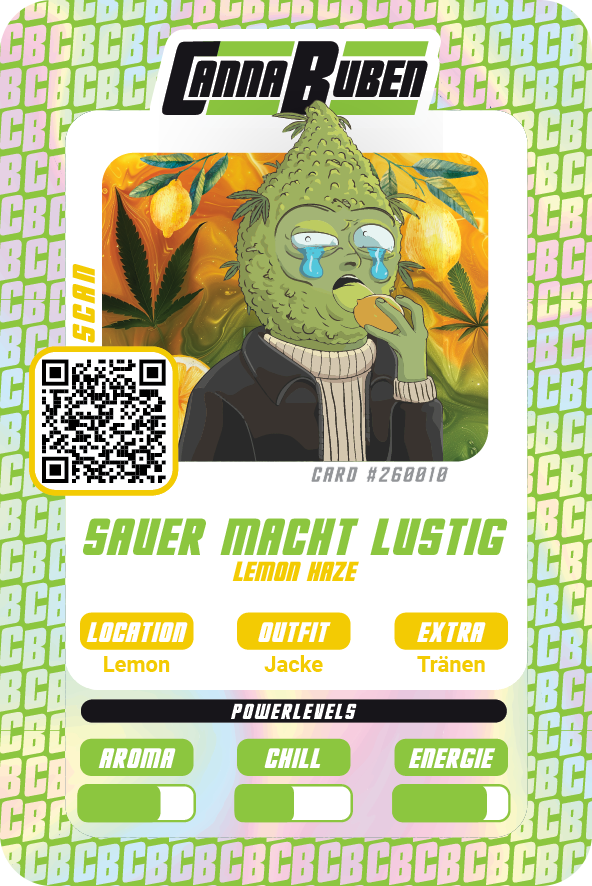 CANNABUBEN
SCAN
CARD #260010
SAUER MACHT LUSTIG
LEMON HAZE
LOCATION OUTFIT EXTRA
Lemon Jacke Tränen
POWERLEVELS
AROMA CHILL ENERGIE